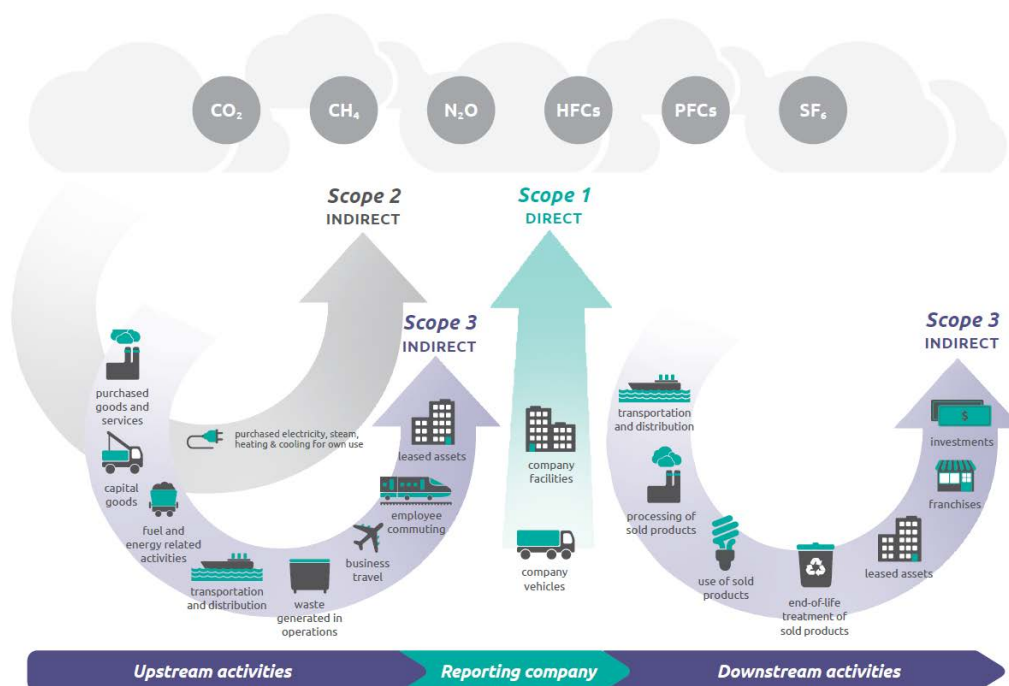 CO₂
CH₄
N₂O
HFCs
PFCs
SF₆
Scope 2
INDIRECT
Scope 1
DIRECT
Scope 3
INDIRECT
Scope 3
INDIRECT
purchased
goods and
services
capital
goods
fuel and
energy related
activities
purchased electricity, steam,
heating & cooling for own use
transportation
and distribution
waste
generated in
operations
business
travel
employee
commuting
leased assets
company
facilities
company
vehicles
transportation
and distribution
processing of
sold products
use of sold
products
end-of-life
treatment of
sold products
leased assets
franchises
$
investments
Upstream activities
Reporting company
Downstream activities